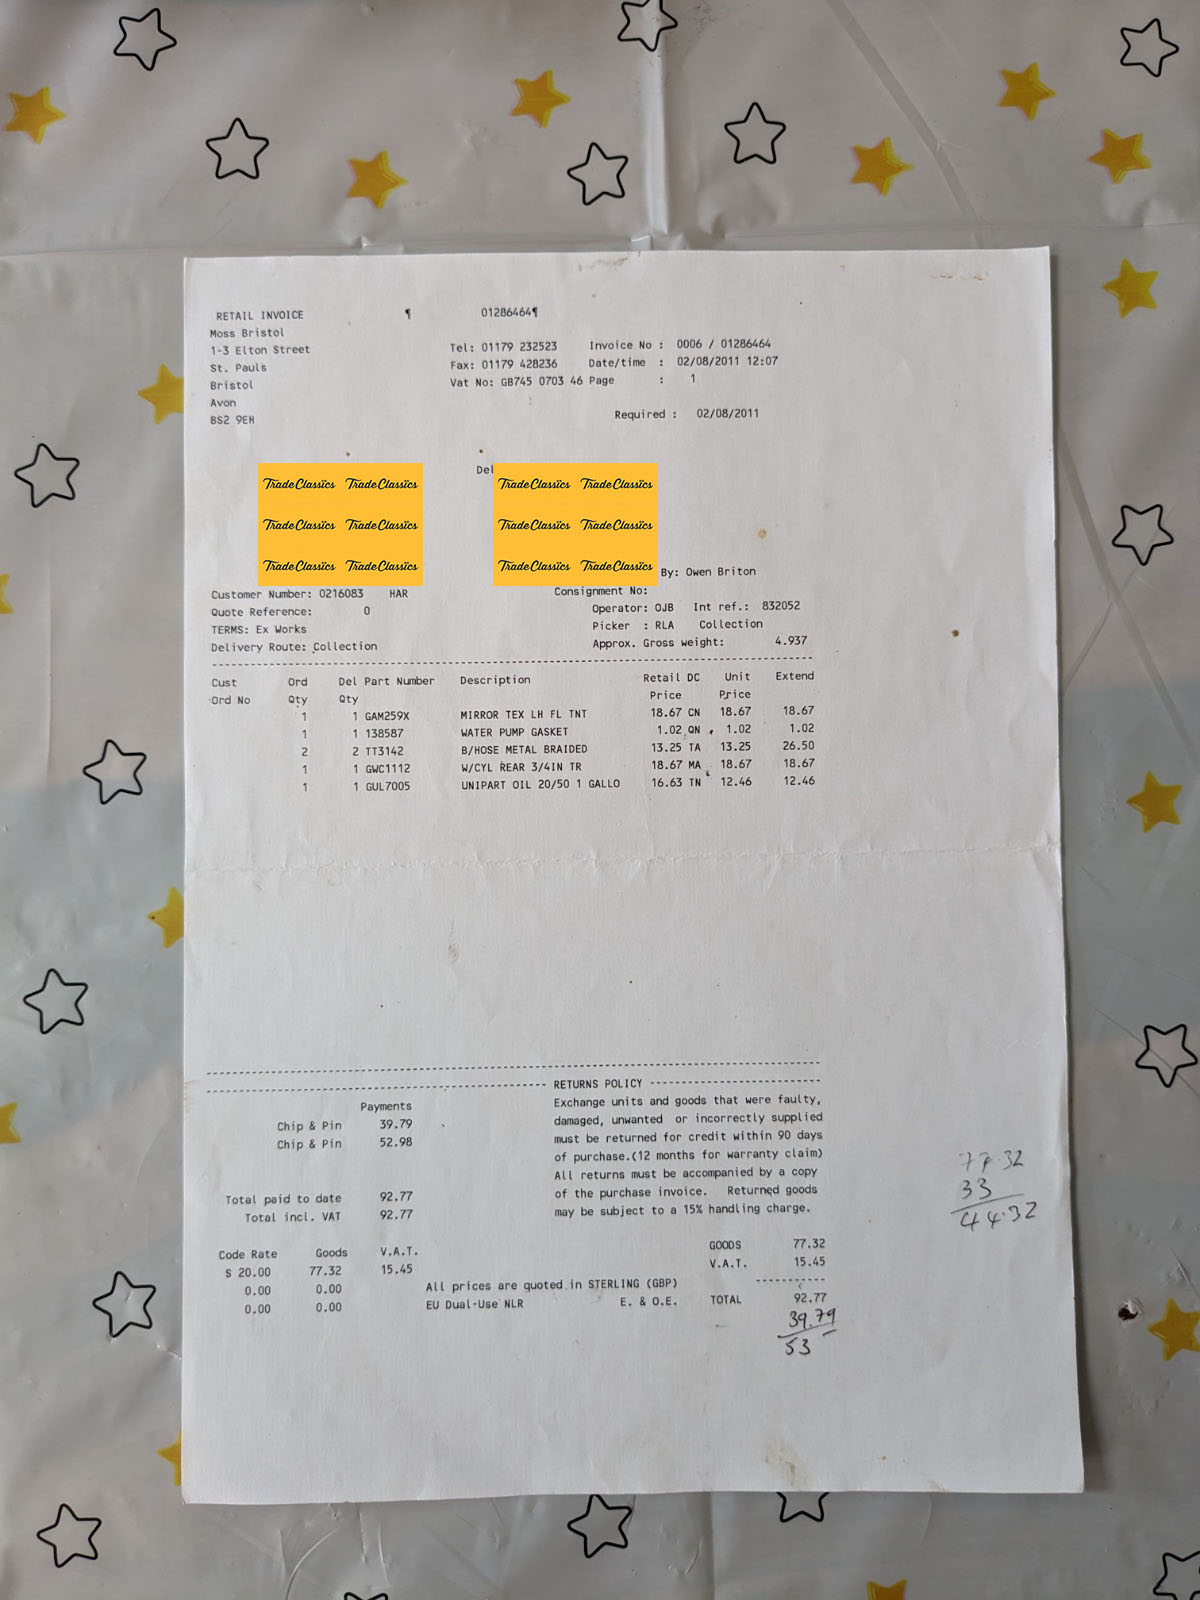 RETAIL INVOICE ¶ 01286464¶
Moss Bristol
1-3 Elton Street Tel: 01179 232523 Invoice No : 0006 / 01286464
St. Pauls Fax: 01179 428236 Date/time : 02/08/2011 12:07
Bristol Vat No: GB745 0703 46 Page : 1
Avon
BS2 9EH Required : 02/08/2011
Del
TradeClassics TradeClassics TradeClassics TradeClassics
TradeClassics TradeClassics TradeClassics TradeClassics
TradeClassics TradeClassics TradeClassics TradeClassics
By: Owen Briton
Customer Number: 0216083 HAR Consignment No:
Quote Reference: 0 Operator: OJB Int ref.: 832052
TERMS: Ex Works Picker : RLA Collection
Delivery Route: Collection Approx. Gross weight: 4.937
Cust Ord Del Part Number Description Retail DC Unit Extend
Ord No Qty Qty Price Price
1 1 GAM259X MIRROR TEX LH FL TNT 18.67 CN 18.67 18.67
1 1 138587 WATER PUMP GASKET 1.02 QN 1.02 1.02
2 2 TT3142 B/HOSE METAL BRAIDED 13.25 TA 13.25 26.50
1 1 GWC1112 W/CYL REAR 3/4IN TR 18.67 MA 18.67 18.67
1 1 GUL7005 UNIPART OIL 20/50 1 GALLO 16.63 TN 12.46 12.46
RETURNS POLICY
Payments Exchange units and goods that were faulty,
Chip & Pin 39.79 damaged, unwanted or incorrectly supplied
Chip & Pin 52.98 must be returned for credit within 90 days
of purchase.(12 months for warranty claim)
All returns must be accompanied by a copy
Total paid to date 92.77 of the purchase invoice. Returned goods
Total incl. VAT 92.77 may be subject to a 15% handling charge.
77.32
33
44.32
Code Rate Goods V.A.T. GOODS 77.32
S 20.00 77.32 15.45 V.A.T. 15.45
0.00 0.00 All prices are quoted in STERLING (GBP)
0.00 0.00 EU Dual-Use NLR E. & O.E. TOTAL 92.77
39.79
53